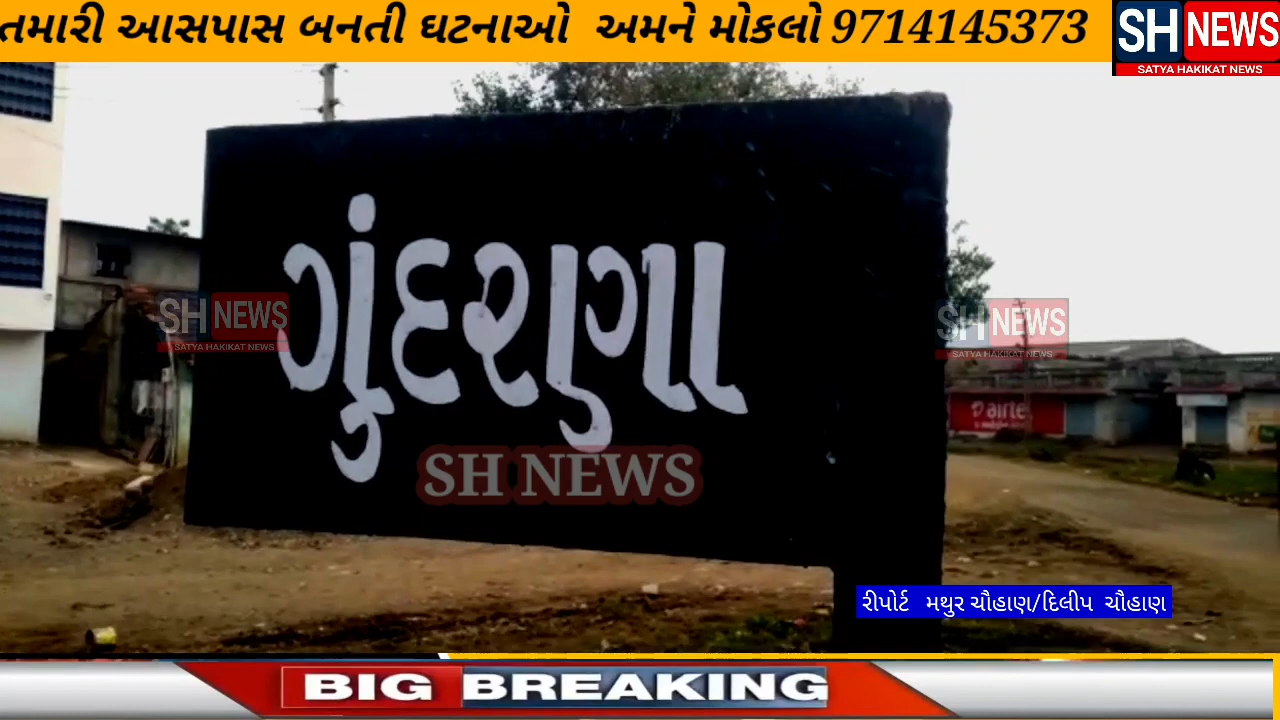 તમારી આસપાસ બનતી ઘટનાઓ અમને મોકલો 9714145373
SH NEWS
SATYA HAKIKAT NEWS
ગુંદરણા
SH NEWS
SATYA HAKIKAT NEWS
SH NEWS
SATYA HAKIKAT NEWS
airte
SH NEWS
રીપોર્ટ મથુર ચૌહાણ/દિલીપ ચૌહાણ
BIG BREAKING